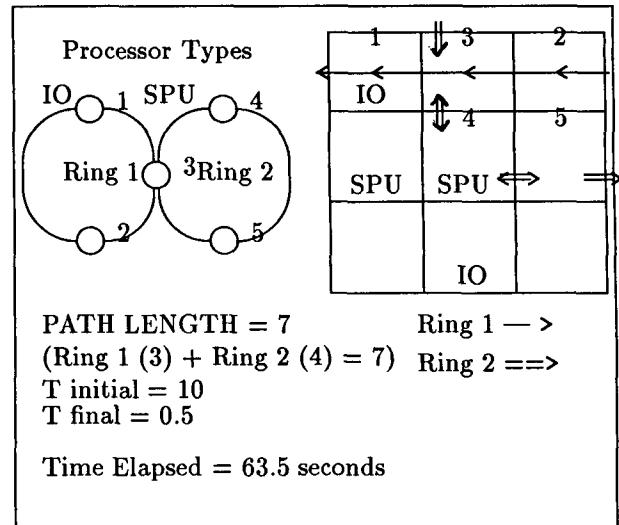 Processor Types
IO 1 SPU 4
Ring 1 3 Ring 2
2 5
1 3 2
IO
4 5
SPU SPU
IO
PATH LENGTH = 7
(Ring 1 (3) + Ring 2 (4) = 7)
T initial = 10
T final = 0.5
Time Elapsed = 63.5 seconds
Ring 1 — >
Ring 2 ==>